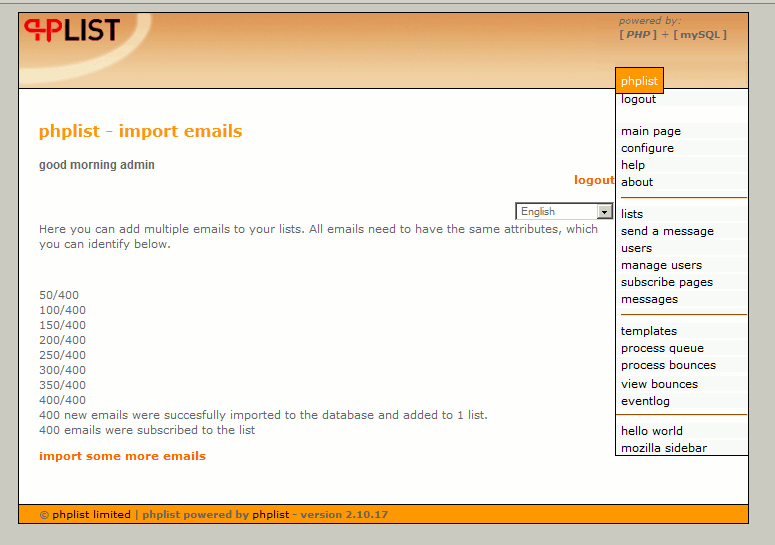 PHPLIST
powered by:
[ PHP ] + [ mySQL ]
phplist
logout
main page
configure
help
about
lists
send a message
users
manage users
subscribe pages
messages
templates
process queue
process bounces
view bounces
eventlog
hello world
mozilla sidebar
phplist - import emails
good morning admin
logout
English
Here you can add multiple emails to your lists. All emails need to have the same attributes, which
you can identify below.
50/400
100/400
150/400
200/400
250/400
300/400
350/400
400/400
400 new emails were succesfully imported to the database and added to 1 list.
400 emails were subscribed to the list
import some more emails
© phplist limited | phplist powered by phplist - version 2.10.17